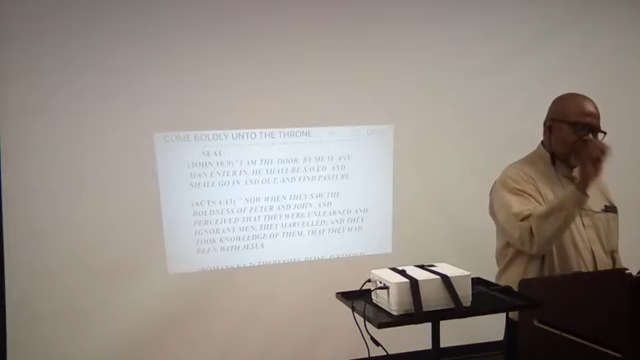 COME BOLDLY UNTO THE THRONE...
SEAT
(JOHN 10:9) 9 I AM THE DOOR: BY ME IF ANY
MAN ENTER IN, HE SHALL BE SAVED, AND
SHALL GO IN AND OUT, AND FIND PASTURE.
(ACTS 4:13) 13 NOW WHEN THEY SAW THE
BOLDNESS OF PETER AND JOHN, AND
PERCEIVED THAT THEY WERE UNLEARNED AND
IGNORANT MEN, THEY MARVELLED; AND THEY
TOOK KNOWLEDGE OF THEM, THAT THEY HAD
BEEN WITH JESUS.